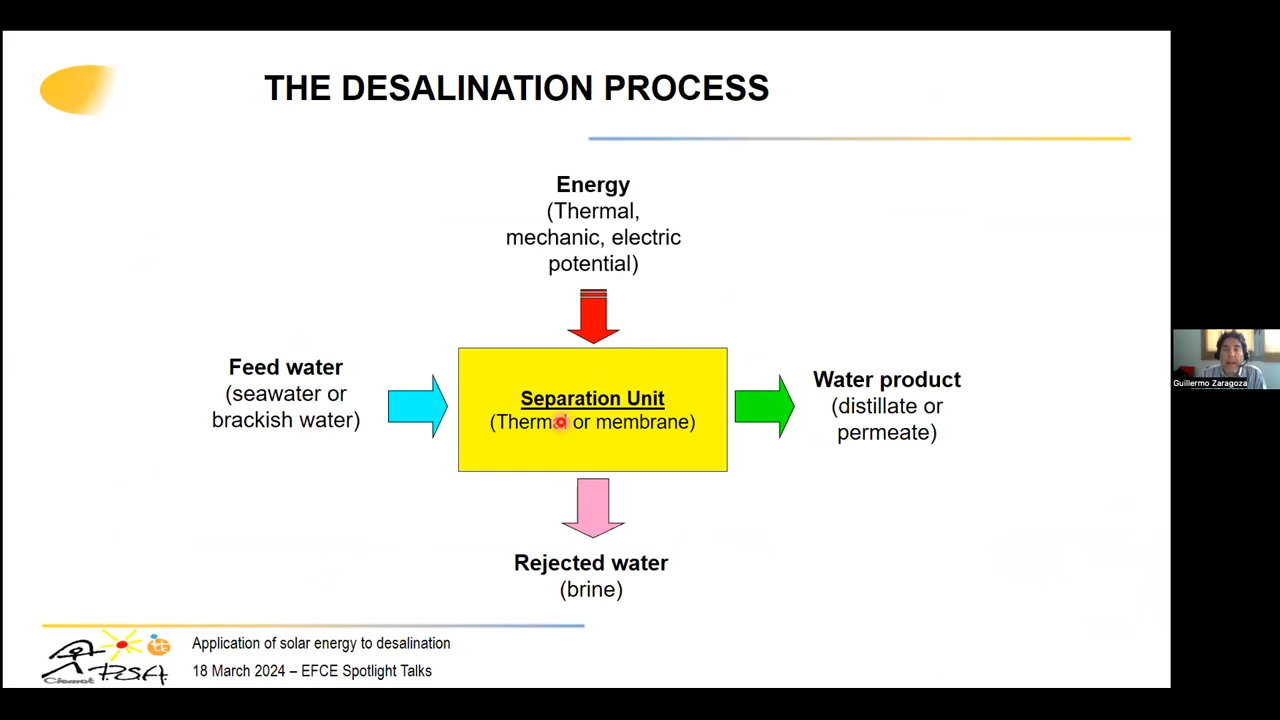 THE DESALINATION PROCESS
Energy
(Thermal,
mechanic, electric
potential)
Feed water
(seawater or
brackish water)
Separation Unit
(Thermal or membrane)
Water product
(distillate or
permeate)
Rejected water
(brine)
Guillermo Zaragoza
Application of solar energy to desalination
18 March 2024 – EFCE Spotlight Talks
Ciemat
PSA